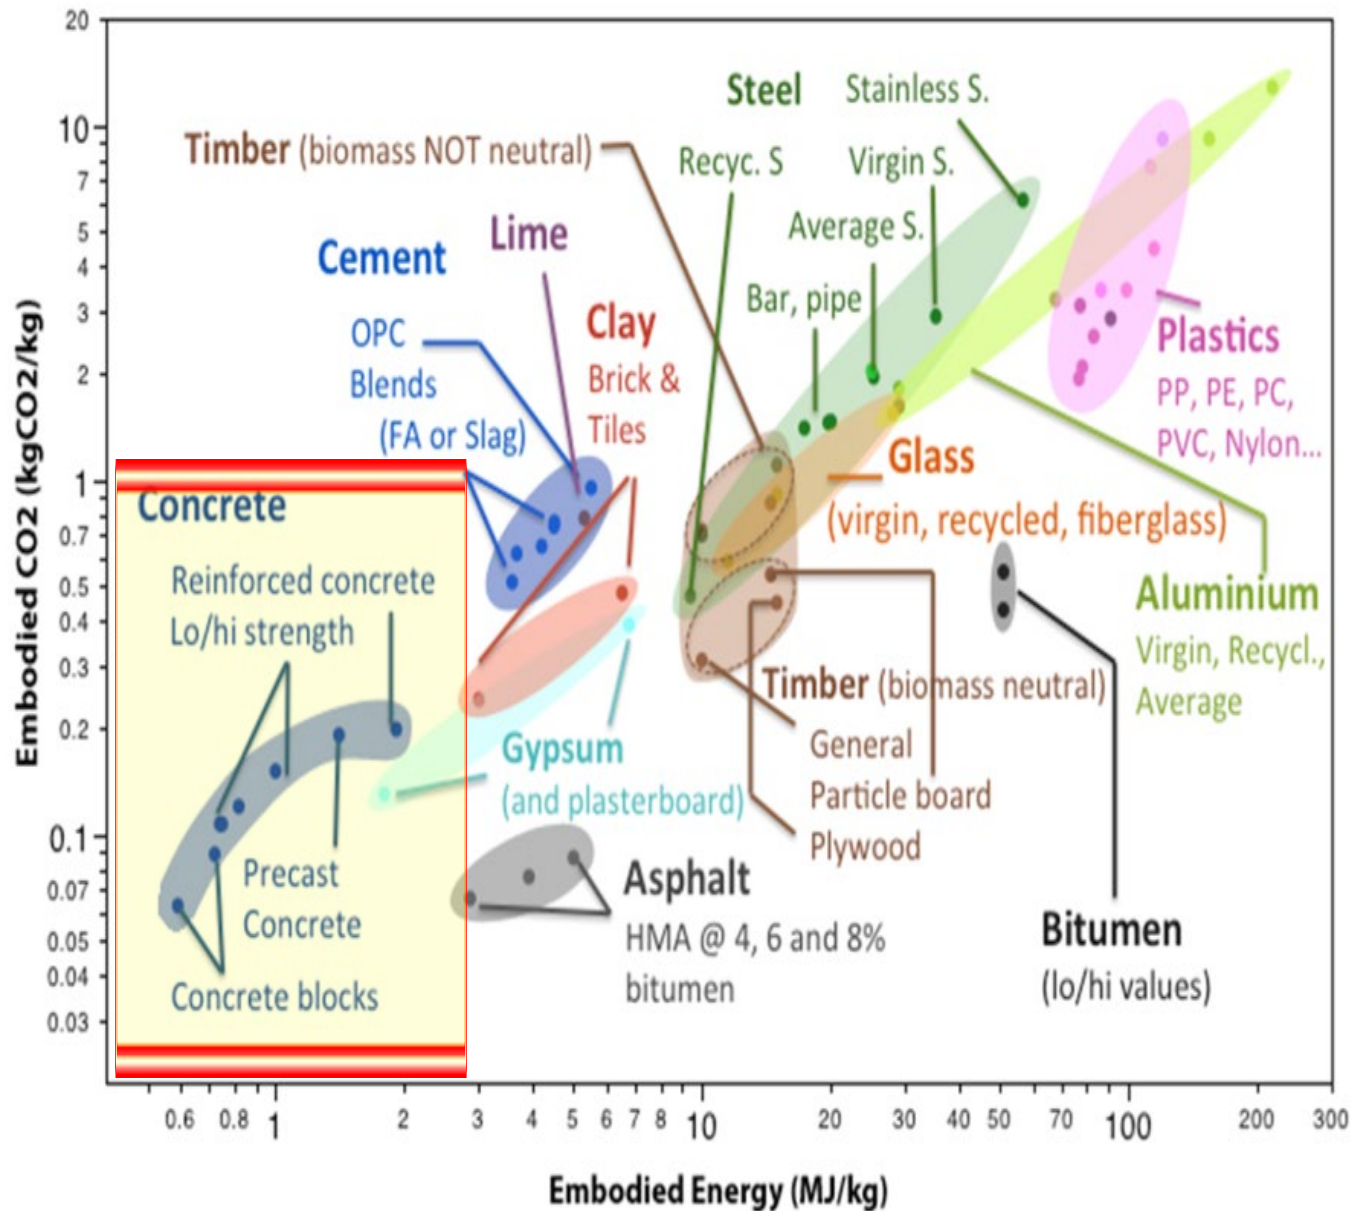 20
10
7
5
4
3
2
1
0.7
0.5
0.4
0.3
0.2
0.1
0.07
0.05
0.04
0.03
Embodied CO2 (kgCO2/kg)
Steel
Stainless S.
Timber (biomass NOT neutral)
Recyc. S
Virgin S.
Average S.
Bar, pipe
Lime
Cement
OPC
Blends
(FA or Slag)
Clay
Brick &
Tiles
Plastics
PP, PE, PC,
PVC, Nylon...
Glass
(virgin, recycled, fiberglass)
Concrete
Reinforced concrete
Lo/hi strength
Precast
Concrete
Concrete blocks
Gypsum
(and plasterboard)
Timber (biomass neutral)
General
Particle board
Plywood
Aluminium
Virgin, Recycl.,
Average
Asphalt
HMA @ 4, 6 and 8%
bitumen
Bitumen
(lo/hi values)
0.6 0.8 1 2 3 4 5 6 7 8 10 20 30 40 50 70 100 200 300
Embodied Energy (MJ/kg)